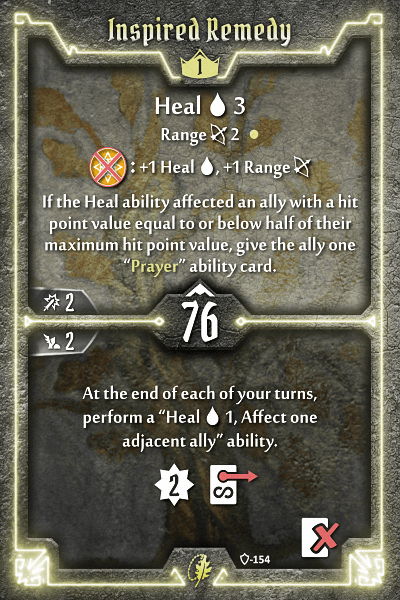 Inspired Remedy
1
Heal 3
Range 2
: +1 Heal , +1 Range
If the Heal ability affected an ally with a hit
point value equal to or below half of their
maximum hit point value, give the ally one
“Prayer” ability card.
2
76
2
At the end of each of your turns,
perform a “Heal 1, Affect one
adjacent ally” ability.
2 S
-154